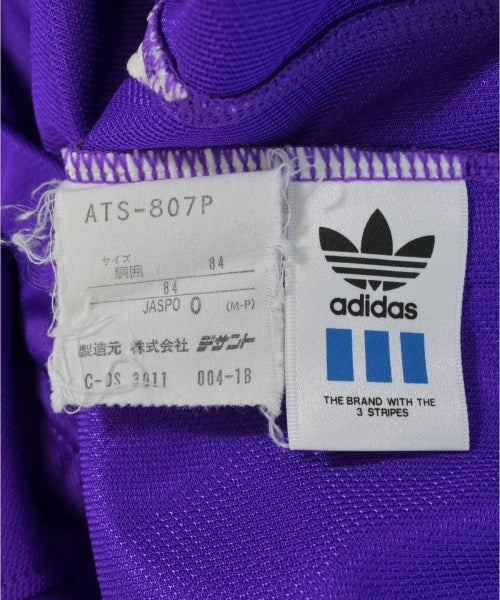 ATS-807P
サイズ
胴囲 84
84
JASPO O (M-P)
製造元 株式会社 デサント
C-DS 3911 004-1B
adidas
THE BRAND WITH THE
3 STRIPES